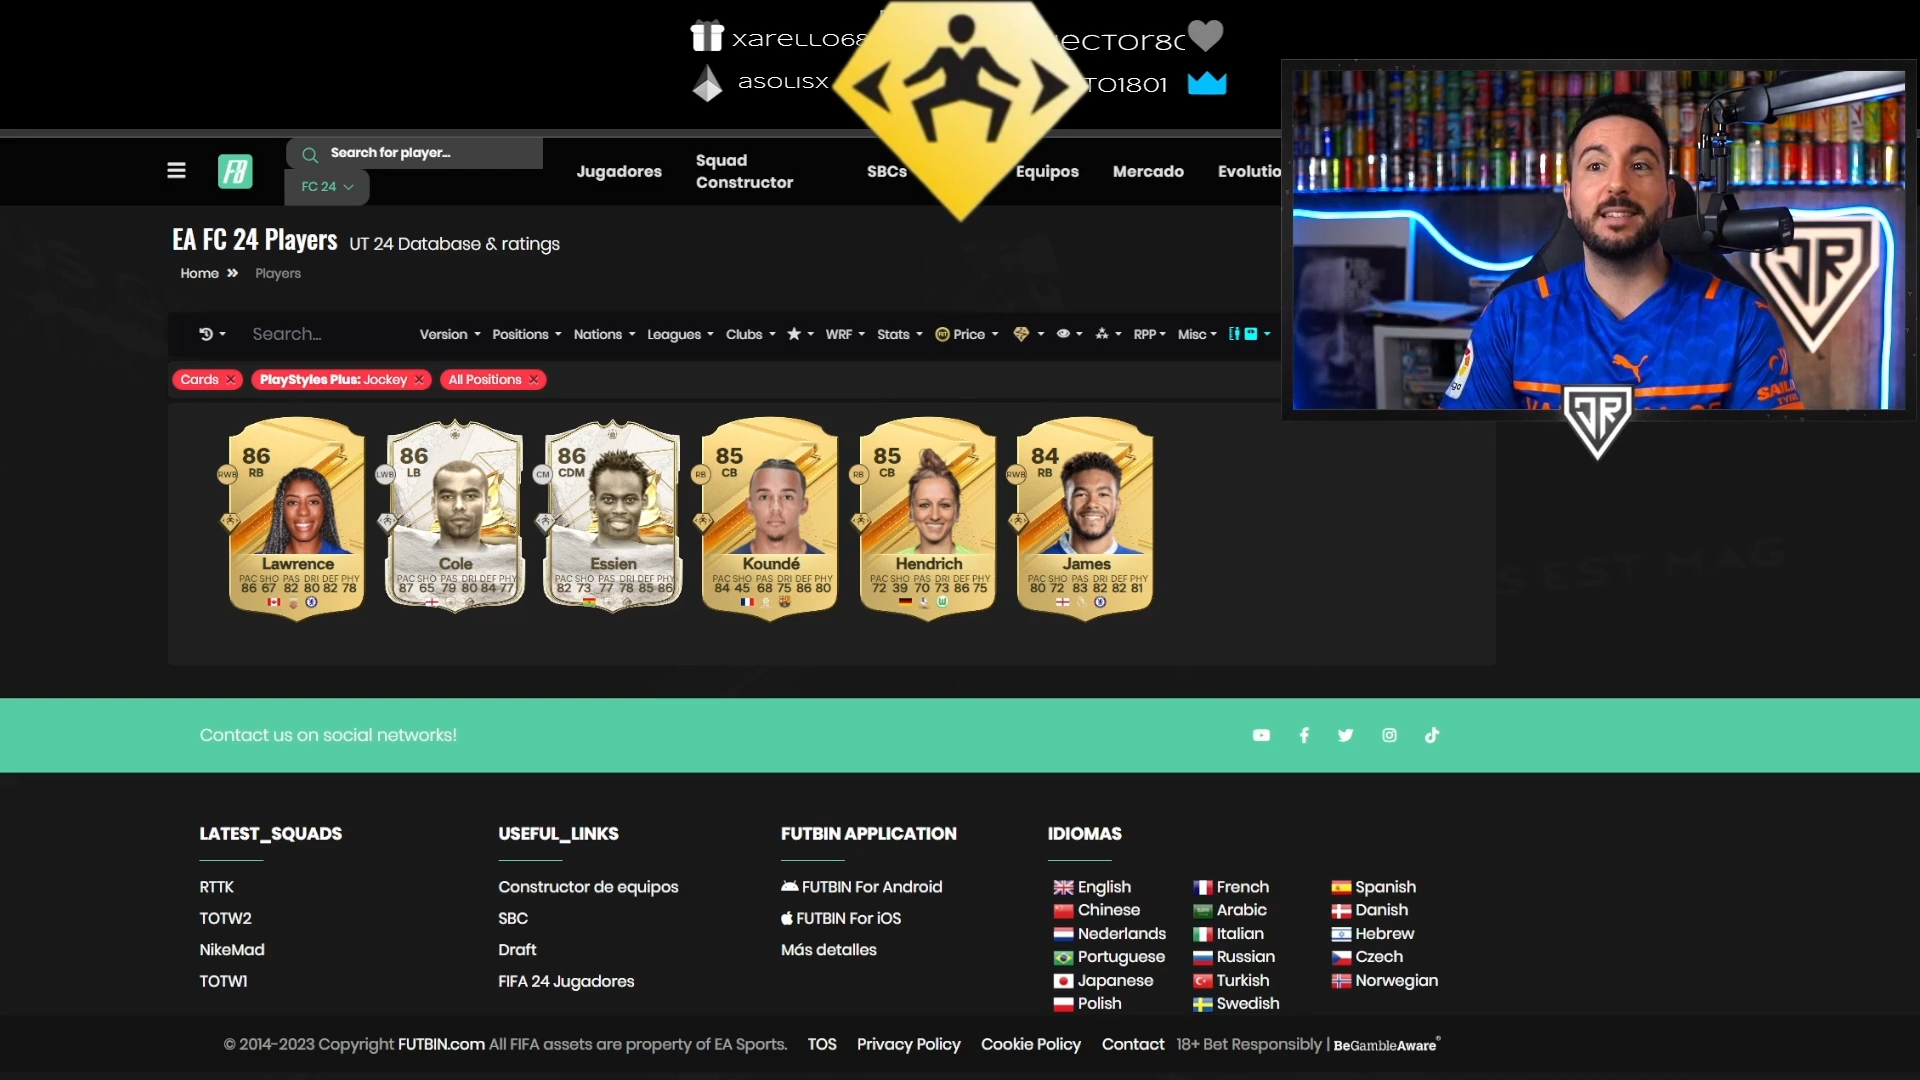 xarello68
asolisx
TO1801
Search for player...
FC 24
Jugadores
Squad
Constructor
SBCs
Equipos
Mercado
Evolutio
EA FC 24 Players UT 24 Database & ratings
Home » Players
Search...
Version
Positions
Nations
Leagues
Clubs
WRF
Stats
Price
RPP
Misc
Cards
PlayStyles Plus: Jockey
All Positions
86
RB
RWB
Lawrence
PAC SHO PAS DRI DEF PHY
86 67 82 80 82 78
86
LB
LWB
Cole
PAC SHO PAS DRI DEF PHY
87 65 79 80 84 77
86
CDM
CM
Essien
PAC SHO PAS DRI DEF PHY
82 73 77 78 85 86
85
CB
RB
Koundé
PAC SHO PAS DRI DEF PHY
84 45 68 75 86 80
85
CB
RB
Hendrich
PAC SHO PAS DRI DEF PHY
72 39 70 73 86 75
84
RB
RWB
James
PAC SHO PAS DRI DEF PHY
80 72 83 82 82 81
JR
JR
Contact us on social networks!
LATEST_SQUADS
RTTK
TOTW2
NikeMad
TOTW1
USEFUL_LINKS
Constructor de equipos
SBC
Draft
FIFA 24 Jugadores
FUTBIN APPLICATION
FUTBIN For Android
FUTBIN For iOS
Más detalles
IDIOMAS
English French Spanish
Chinese Arabic Danish
Nederlands Italian Hebrew
Portuguese Russian Czech
Japanese Turkish Norwegian
Polish Swedish
© 2014-2023 Copyright FUTBIN.com All FIFA assets are property of EA Sports. TOS Privacy Policy Cookie Policy Contact 18+ Bet Responsibly | BeGambleAware®